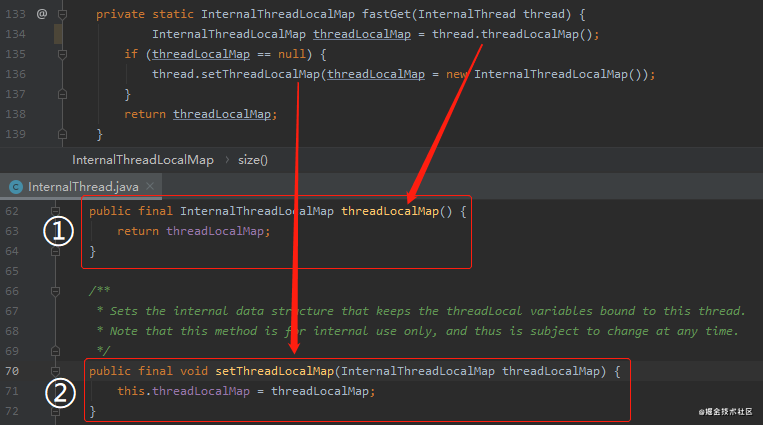 133 @ private static InternalThreadLocalMap fastGet(InternalThread thread) {
134 InternalThreadLocalMap threadLocalMap = thread.threadLocalMap();
135 if (threadLocalMap == null) {
136 thread.setThreadLocalMap(threadLocalMap = new InternalThreadLocalMap());
137 }
138 return threadLocalMap;
139 }
InternalThreadLocalMap › size()
InternalThread.java ×
62 public final InternalThreadLocalMap threadLocalMap() {
① 63 return threadLocalMap;
64 }
65
66 /**
67 * Sets the internal data structure that keeps the threadLocal variables bound to this thread.
68 * Note that this method is for internal use only, and thus is subject to change at any time.
69 */
70 public final void setThreadLocalMap(InternalThreadLocalMap threadLocalMap) {
② 71 this.threadLocalMap = threadLocalMap;
72 }
@掘金技术社区